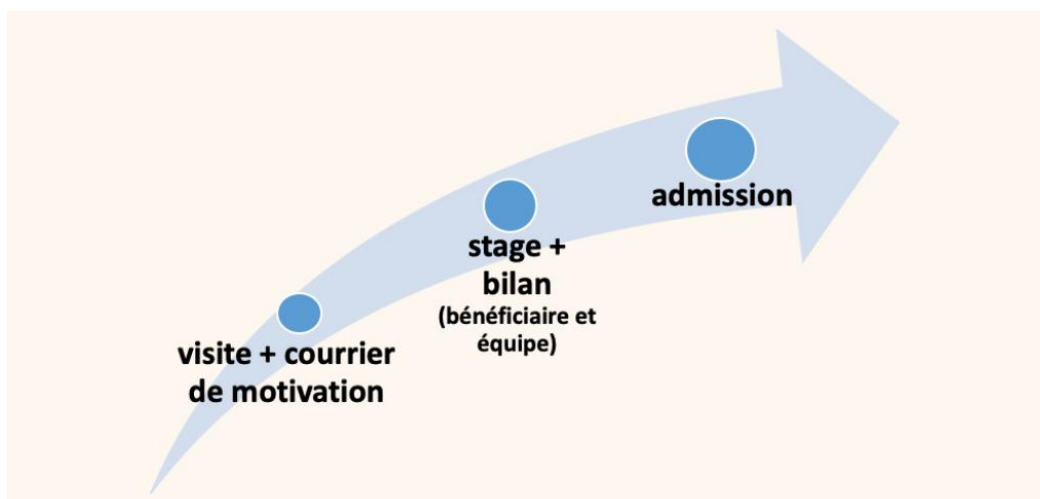 visite + courrier
de motivation
stage +
bilan
(bénéficiaire et
équipe)
admission